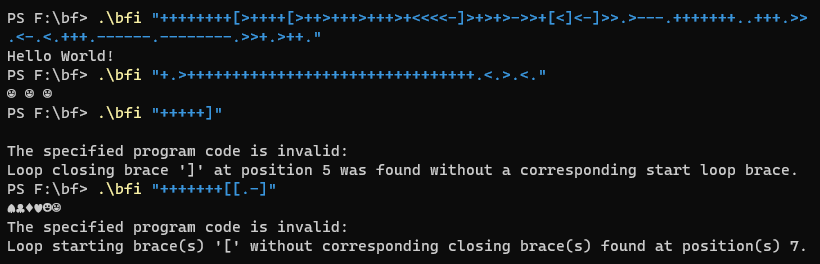 PS F:\bf> .\bfi "++++++++[>++++[>++>+++>+++>+<<<<-]>+>+>->>+[<]<-]>>.>---.+++++++..+++.>>
.<-.<.+++.------.--------.>>+.>++."
Hello World!
PS F:\bf> .\bfi "+.>++++++++++++++++++++++++++++++++.<.>.<."
☺ ☺ ☺
PS F:\bf> .\bfi "+++++]"
The specified program code is invalid:
Loop closing brace ']' at position 5 was found without a corresponding start loop brace.
PS F:\bf> .\bfi "+++++++[[.-]"
♠♣♦♥☻☺
The specified program code is invalid:
Loop starting brace(s) '[' without corresponding closing brace(s) found at position(s) 7.